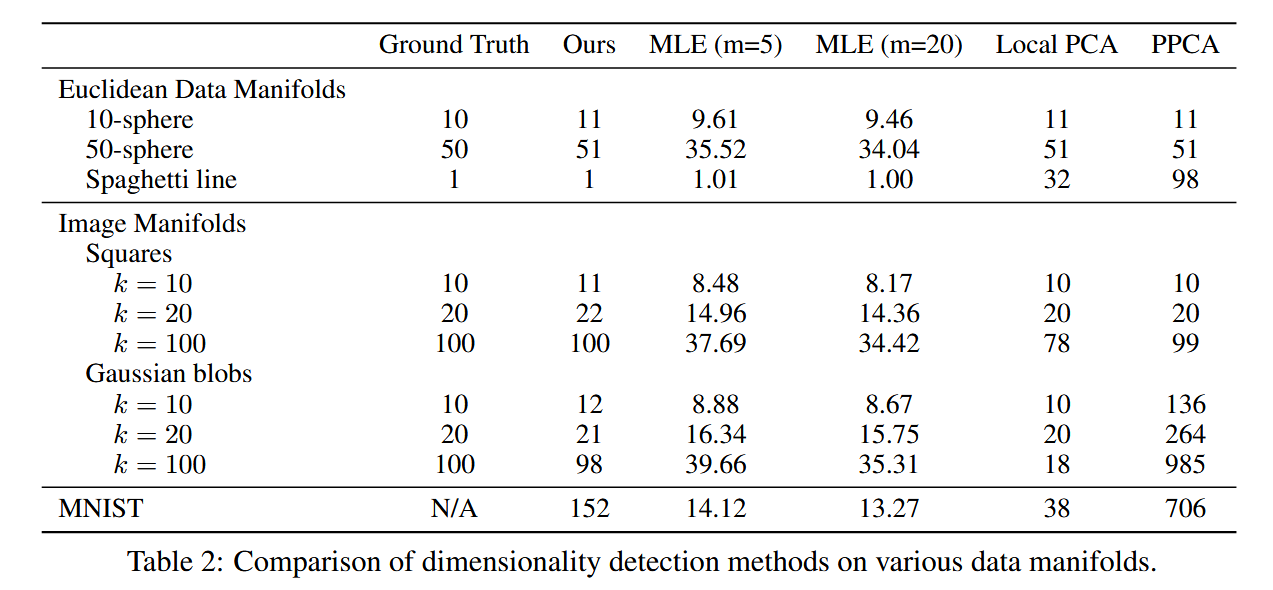 Ground Truth Ours MLE (m=5) MLE (m=20) Local PCA PPCA
Euclidean Data Manifolds
10-sphere 10 11 9.61 9.46 11 11
50-sphere 50 51 35.52 34.04 51 51
Spaghetti line 1 1 1.01 1.00 32 98
Image Manifolds
Squares
k = 10 10 11 8.48 8.17 10 10
k = 20 20 22 14.96 14.36 20 20
k = 100 100 100 37.69 34.42 78 99
Gaussian blobs
k = 10 10 12 8.88 8.67 10 136
k = 20 20 21 16.34 15.75 20 264
k = 100 100 98 39.66 35.31 18 985
MNIST N/A 152 14.12 13.27 38 706
Table 2: Comparison of dimensionality detection methods on various data manifolds.